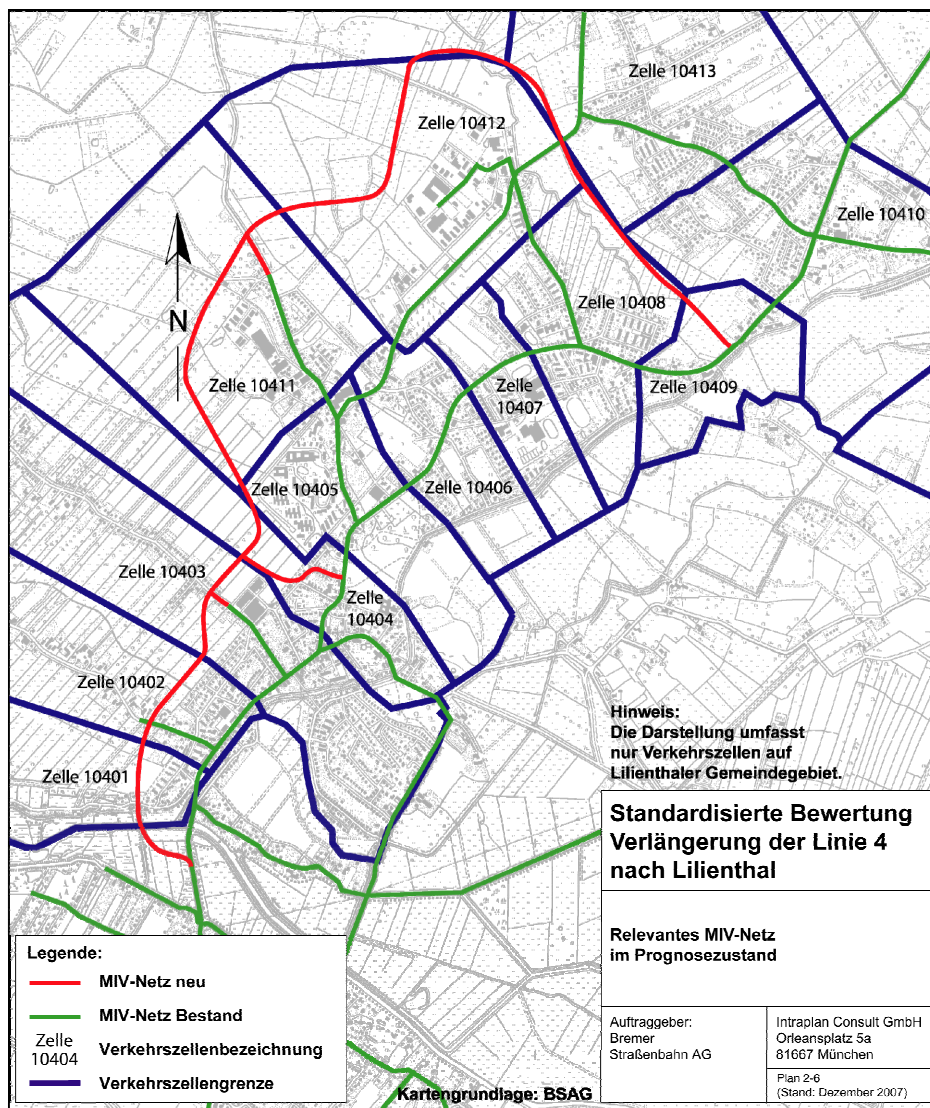 Zelle 10413
Zelle 10412
Zelle 10410
N
Zelle 10408
Zelle 10411
Zelle
10407
Zelle 10409
Zelle 10405
Zelle 10406
Zelle 10403
Zelle
10404
Zelle 10402
Zelle 10401
Hinweis:
Die Darstellung umfasst
nur Verkehrszellen auf
Lilienthaler Gemeindegebiet.
Standardisierte Bewertung
Verlängerung der Linie 4
nach Lilienthal
Relevantes MIV-Netz
im Prognosezustand
Auftraggeber:
Bremer
Straßenbahn AG
Intraplan Consult GmbH
Orleansplatz 5a
81667 München
Plan 2-6
(Stand: Dezember 2007)
Legende:
MIV-Netz neu
MIV-Netz Bestand
Zelle
10404
Verkehrszellenbezeichnung
Verkehrszellengrenze
Kartengrundlage: BSAG